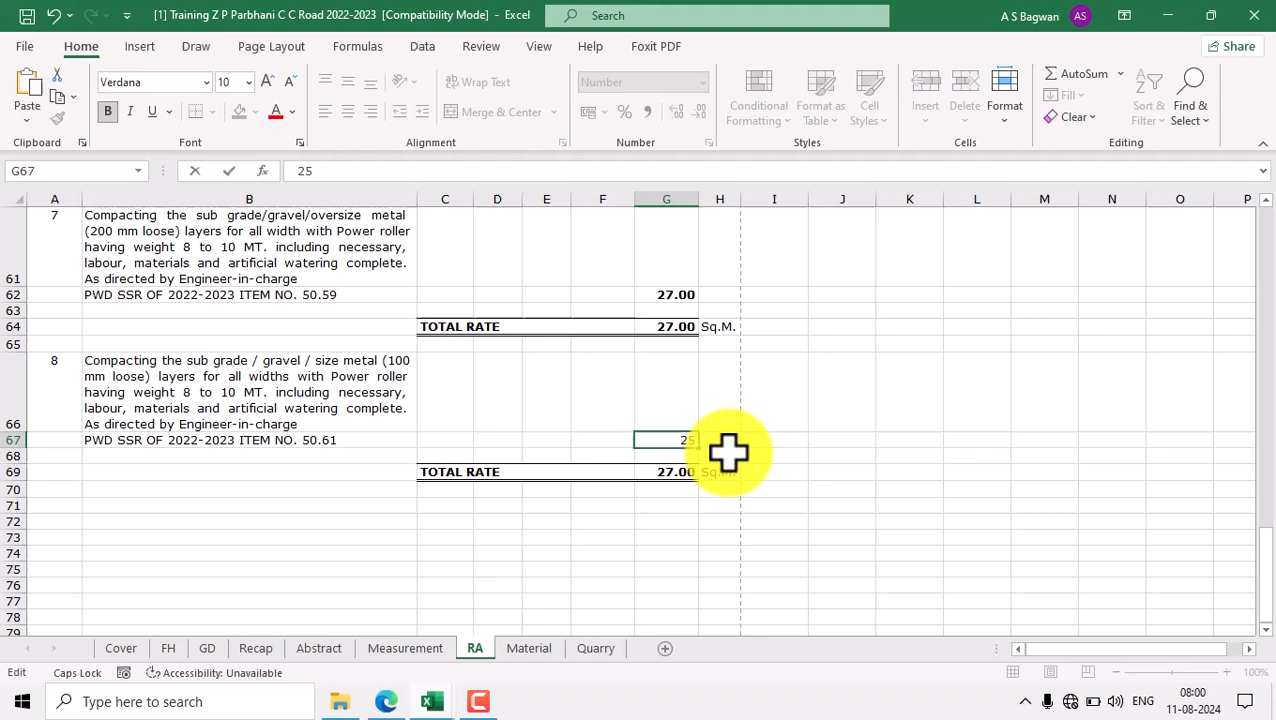 [1] Training Z P Parbhani C C Road 2022-2023 [Compatibility Mode] - Excel
Search
A S Bagwan AS
File Home Insert Draw Page Layout Formulas Data Review View Help Foxit PDF Share
Verdana 10 Wrap Text Number AutoSum
Paste Conditional Formatting Format as Table Cell Styles Insert Delete Format Fill Sort & Filter Find & Select
B I U A Merge & Center % Clear
Clipboard Font Alignment Number Styles Cells Editing
G67 fx 25
A B C D E F G H I J K L M N O P
7 Compacting the sub grade/gravel/oversize metal
(200 mm loose) layers for all width with Power roller
having weight 8 to 10 MT. including necessary,
labour, materials and artificial watering complete.
61 As directed by Engineer-in-charge
62 PWD SSR OF 2022-2023 ITEM NO. 50.59 27.00
63
64 TOTAL RATE 27.00 Sq.M.
65
8 Compacting the sub grade / gravel / size metal (100
mm loose) layers for all widths with Power roller
having weight 8 to 10 MT. including necessary,
labour, materials and artificial watering complete.
66 As directed by Engineer-in-charge
67 PWD SSR OF 2022-2023 ITEM NO. 50.61 25
68
69 TOTAL RATE 27.00 Sq.M.
70
71
72
73
74
75
76
77
78
79
Cover FH GD Recap Abstract Measurement RA Material Quarry
Edit Caps Lock Accessibility: Unavailable 100%
Type here to search ENG 08:00
11-08-2024